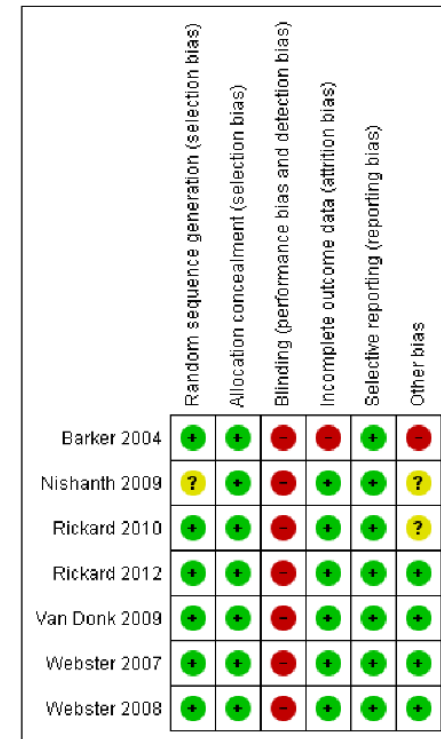 Random sequence generation (selection bias)
Allocation concealment (selection bias)
Blinding (performance bias and detection bias)
Incomplete outcome data (attrition bias)
Selective reporting (reporting bias)
Other bias
Barker 2004 + + - - + -
Nishanth 2009 ? + - + + ?
Rickard 2010 + + - + + ?
Rickard 2012 + + - + + +
Van Donk 2009 + + - + + +
Webster 2007 + + - + + +
Webster 2008 + + - + + +